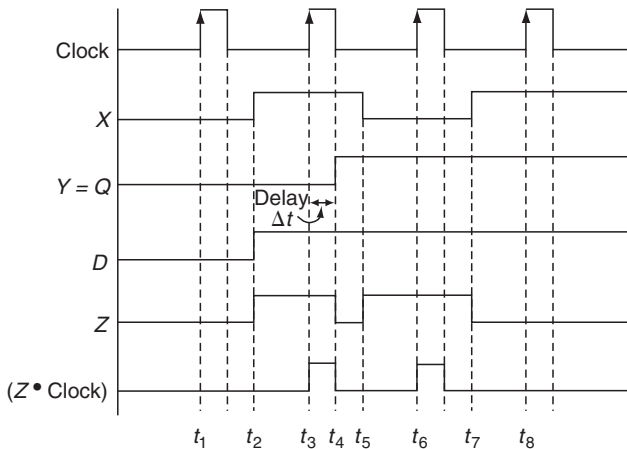 Clock
X
Y = Q
Delay
Δt
D
Z
(Z • Clock)
t1 t2 t3 t4 t5 t6 t7 t8